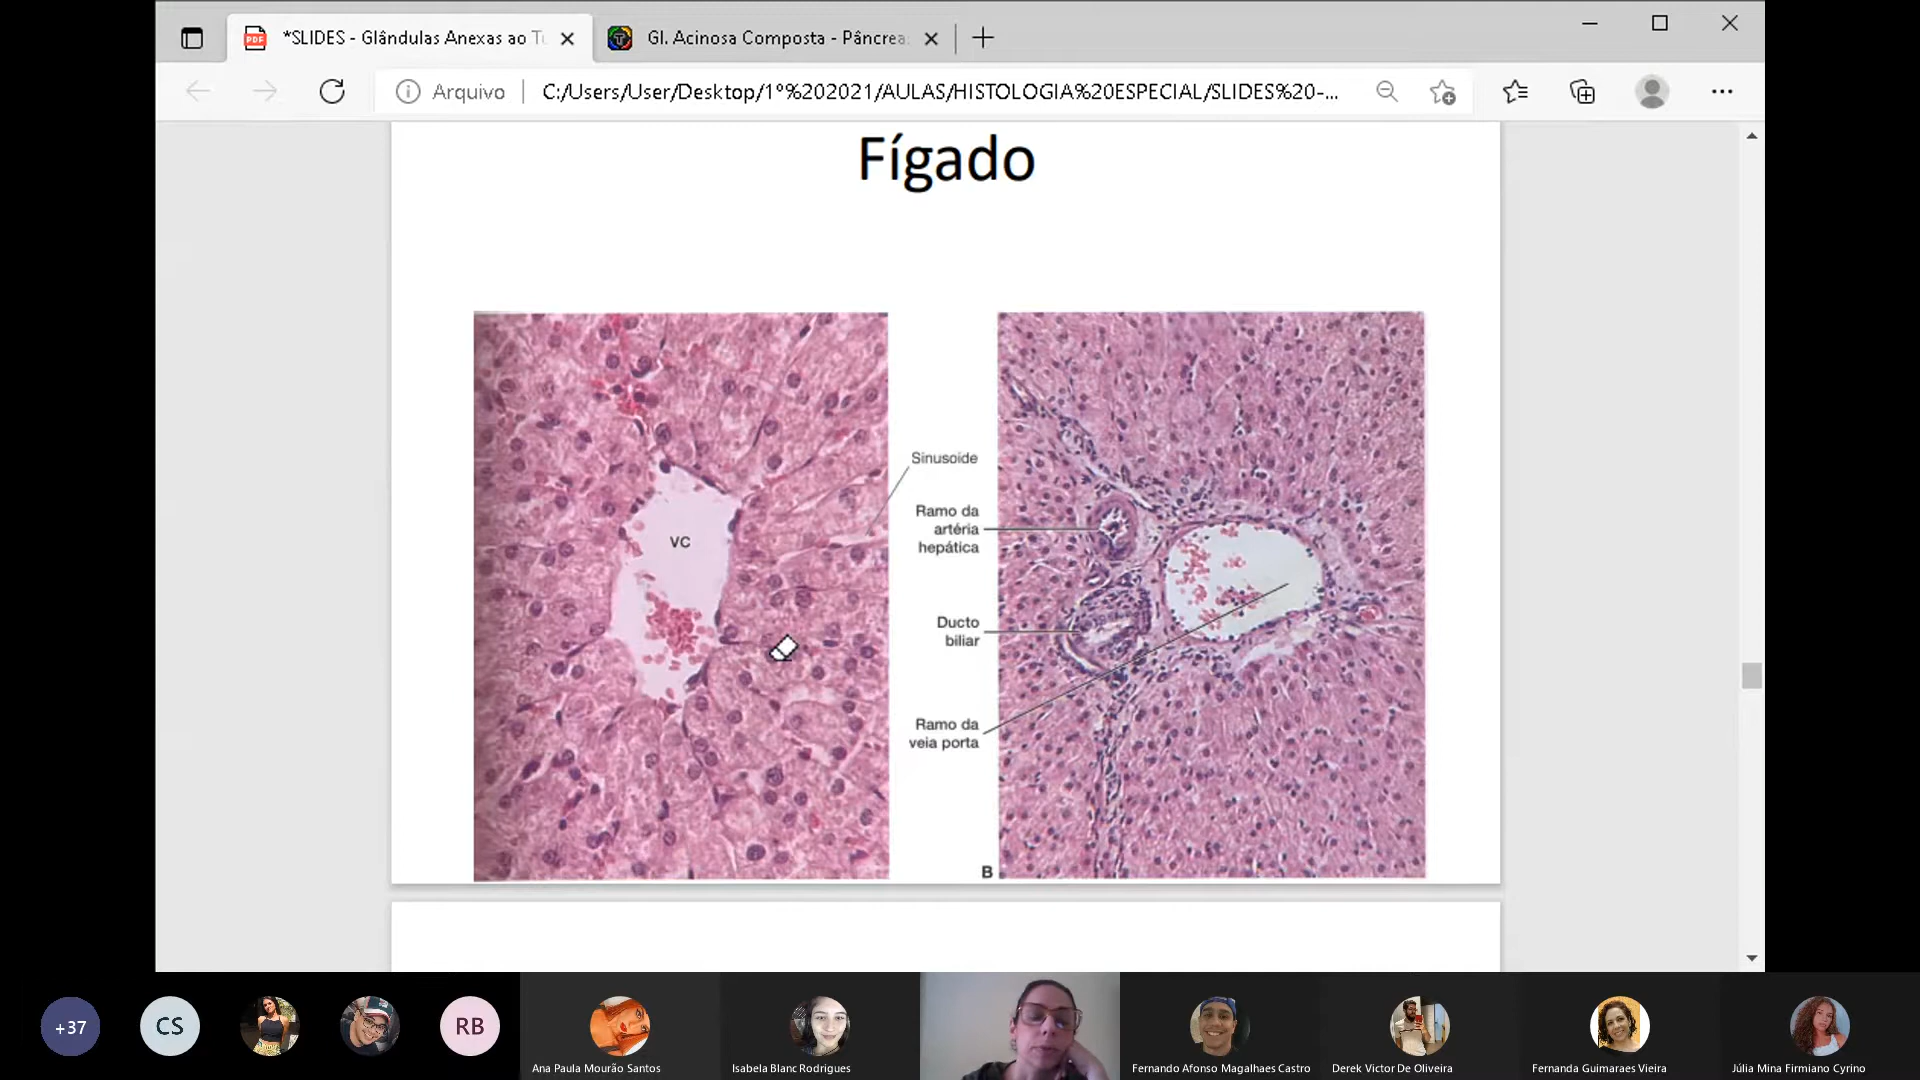 *SLIDES - Glândulas Anexas ao T
Gl. Acinosa Composta - Pâncrea
Arquivo
C:/Users/User/Desktop/1º%202021/AULAS/HISTOLOGIA%20ESPECIAL/SLIDES%20-...
PDF
Fígado
Sinusoide
VC
Ramo da
artéria
hepática
Ducto
biliar
Ramo da
veia porta
B
+37
CS
RB
Ana Paula Mourão Santos
Isabela Blanc Rodrigues
Fernando Afonso Magalhaes Castro
Derek Victor De Oliveira
Fernanda Guimaraes Vieira
Júlia Mina Firmiano Cyrino